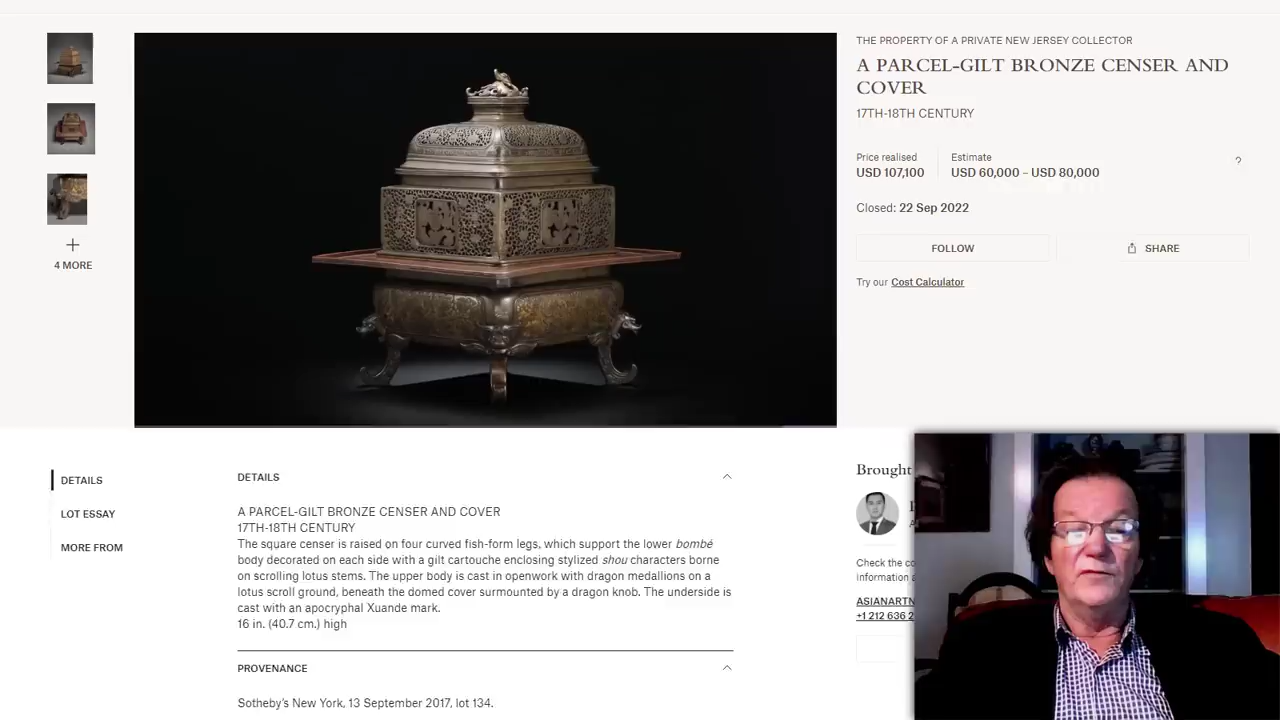 THE PROPERTY OF A PRIVATE NEW JERSEY COLLECTOR
A PARCEL-GILT BRONZE CENSER AND
COVER
17TH-18TH CENTURY
Price realised
USD 107,100
Estimate
USD 60,000 – USD 80,000
?
Closed: 22 Sep 2022
FOLLOW
SHARE
Try our Cost Calculator
4 MORE
DETAILS
LOT ESSAY
MORE FROM
DETAILS
A PARCEL-GILT BRONZE CENSER AND COVER
17TH-18TH CENTURY
The square censer is raised on four curved fish-form legs, which support the lower bombé
body decorated on each side with a gilt cartouche enclosing stylized shou characters borne
on scrolling lotus stems. The upper body is cast in openwork with dragon medallions on a
lotus scroll ground, beneath the domed cover surmounted by a dragon knob. The underside is
cast with an apocryphal Xuande mark.
16 in. (40.7 cm.) high
PROVENANCE
Sotheby's New York, 13 September 2017, lot 134.
Brought
Check the co
information a
ASIANARTN
+1 212 636 2